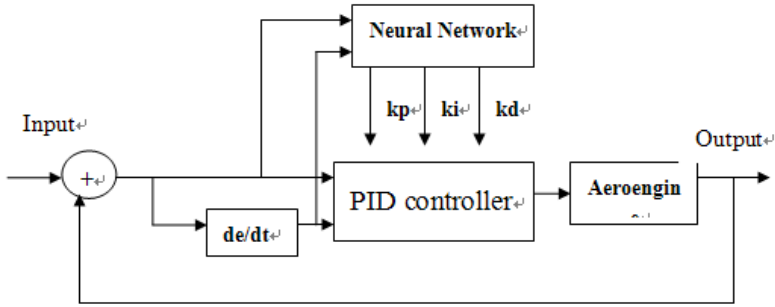 Neural Network↵
kp↵ ki↵ kd↵
Input↵
Output↵
+↵
PID controller↵
Aeroengin
de/dt↵